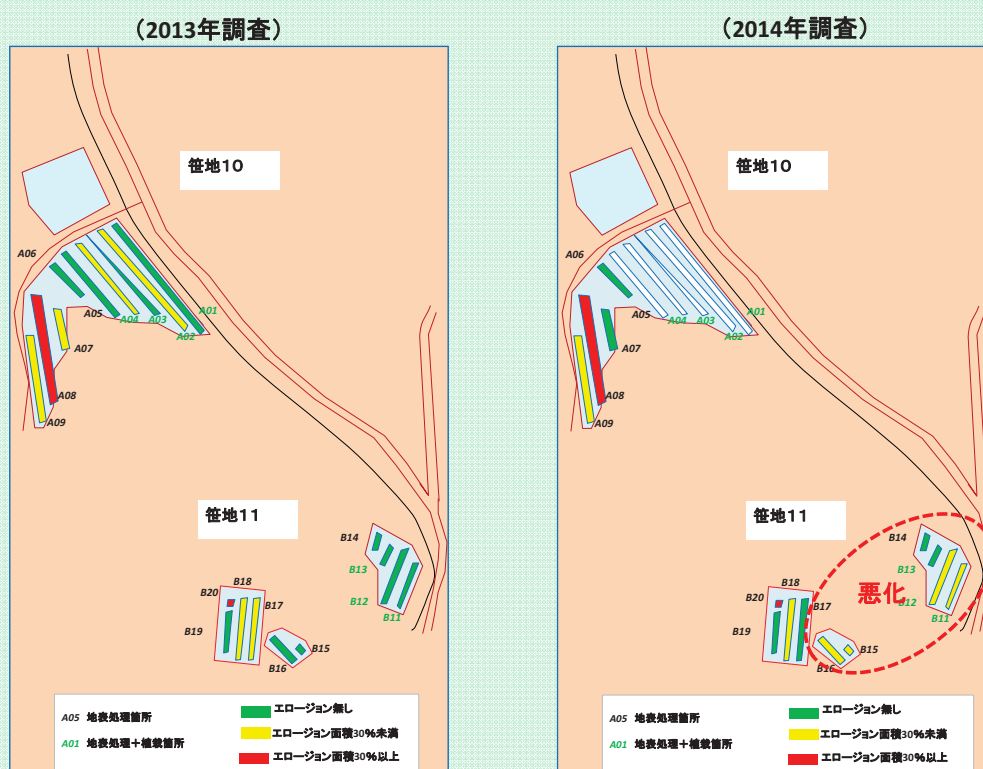 (2013年調査)
笹地10
A06
A05
A04
A03
A01
A02
A07
A08
A09
笹地11
B14
B13
B12
B11
B18
B20
B17
B19
B15
B16
A05 地表処理箇所
A01 地表処理+植栽箇所
エロージョン無し
エロージョン面積30%未満
エロージョン面積30%以上
(2014年調査)
笹地10
A06
A05
A04
A03
A01
A02
A07
A08
A09
笹地11
B14
B13
悪化
B12
B11
B18
B20
B17
B19
B15
B16
A05 地表処理箇所
A01 地表処理+植栽箇所
エロージョン無し
エロージョン面積30%未満
エロージョン面積30%以上